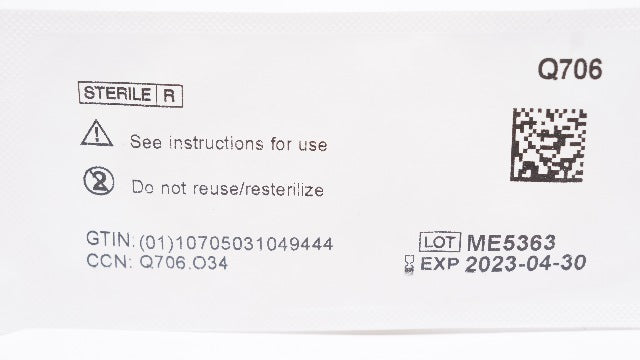 Q706
STERILE R
See instructions for use
2 Do not reuse/resterilize
GTIN: (01)10705031049444
CCN: Q706.O34
LOT ME5363
EXP 2023-04-30